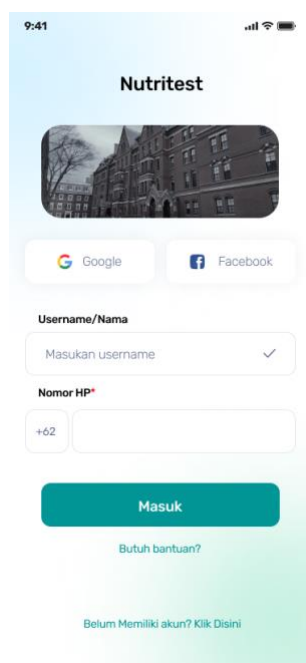 9:41
Nutritest
Google
Facebook
Username/Nama
Masukan username
Nomor HP*
+62
Masuk
Butuh bantuan?
Belum Memiliki akun? Klik Disini